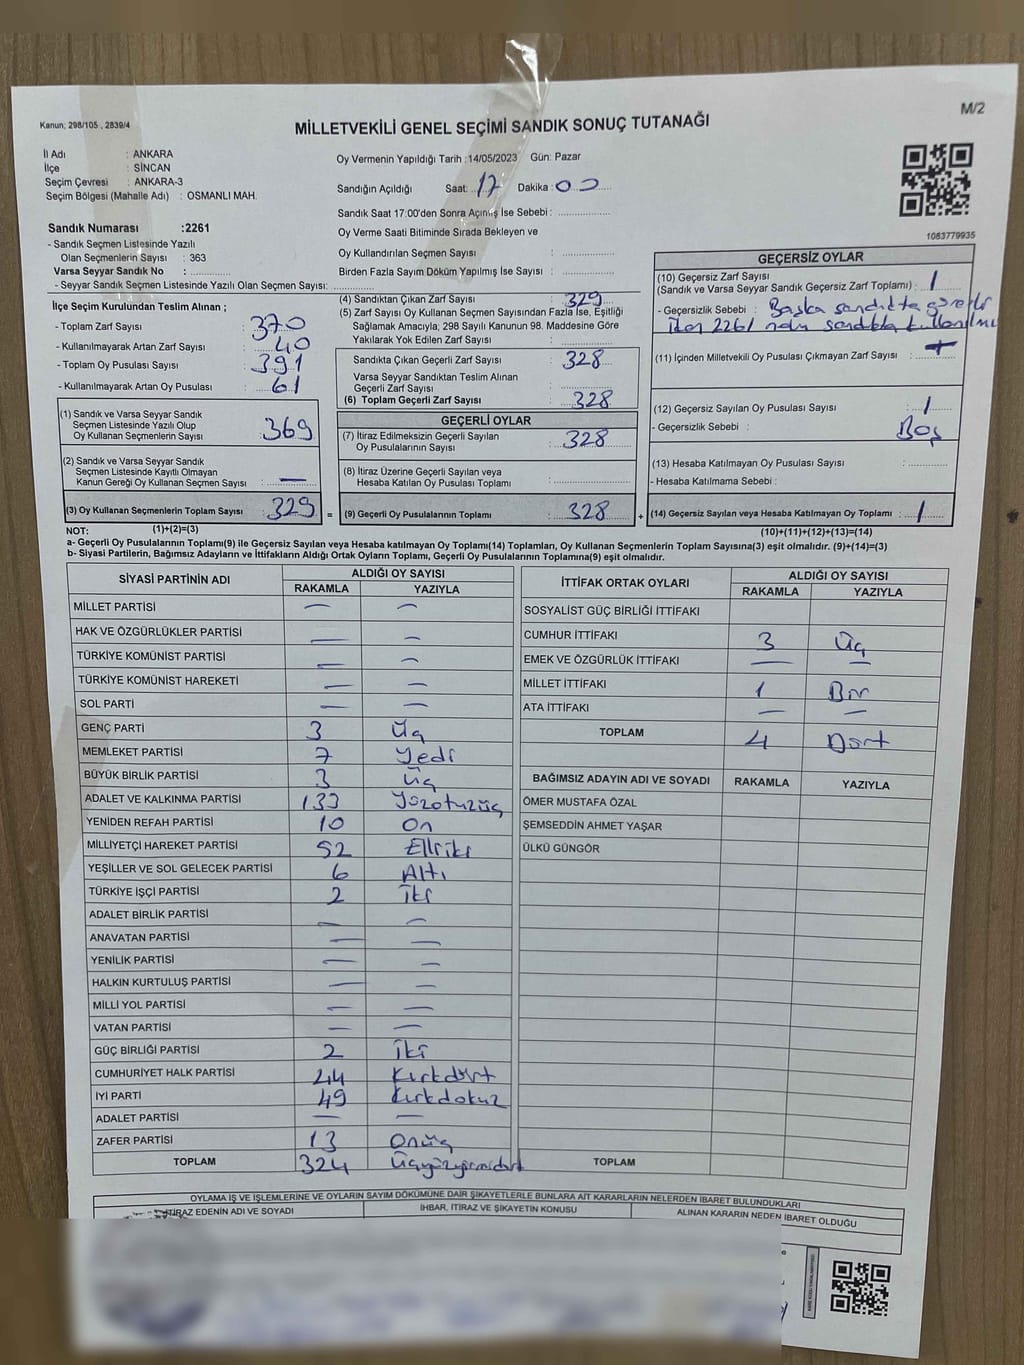 M/2
Kanun; 298/105 , 2839/4
MİLLETVEKİLİ GENEL SEÇİMİ SANDIK SONUÇ TUTANAĞI
İl Adı : ANKARA
İlçe : SİNCAN
Seçim Çevresi : ANKARA-3
Seçim Bölgesi (Mahalle Adı) : OSMANLI MAH.
Sandık Numarası :2261
- Sandık Seçmen Listesinde Yazılı
Olan Seçmenlerin Sayısı : 363
Varsa Seyyar Sandık No :
- Seyyar Sandık Seçmen Listesinde Yazılı Olan Seçmen Sayısı:
Oy Vermenin Yapıldığı Tarih :14/05/2023 Gün: Pazar
Sandığın Açıldığı Saat: 17 Dakika: 00
Sandık Saat 17:00'den Sonra Açılmış İse Sebebi :
Oy Verme Saati Bitiminde Sırada Bekleyen ve
Oy Kullandırılan Seçmen Sayısı :
Birden Fazla Sayım Döküm Yapılmış İse Sayısı :
1083779935
İlçe Seçim Kurulundan Teslim Alınan ;
- Toplam Zarf Sayısı : 370
- Kullanılmayarak Artan Zarf Sayısı : 40
- Toplam Oy Pusulası Sayısı : 391
- Kullanılmayarak Artan Oy Pusulası : 61
(1) Sandık ve Varsa Seyyar Sandık
Seçmen Listesinde Yazılı Olup
Oy Kullanan Seçmenlerin Sayısı : 369
(2) Sandık ve Varsa Seyyar Sandık
Seçmen Listesinde Kayıtlı Olmayan
Kanun Gereği Oy Kullanan Seçmen Sayısı : —
(3) Oy Kullanan Seçmenlerin Toplam Sayısı : 329 =
(4) Sandıktan Çıkan Zarf Sayısı : 329
(5) Zarf Sayısı Oy Kullanan Seçmen Sayısından Fazla İse, Eşitliği
Sağlamak Amacıyla; 298 Sayılı Kanunun 98. Maddesine Göre
Yakılarak Yok Edilen Zarf Sayısı :
Sandıkta Çıkan Geçerli Zarf Sayısı : 328
Varsa Seyyar Sandıktan Teslim Alınan
Geçerli Zarf Sayısı :
(6) Toplam Geçerli Zarf Sayısı : 328
GEÇERLİ OYLAR
(7) İtiraz Edilmeksizin Geçerli Sayılan
Oy Pusulalarının Sayısı : 328
(8) İtiraz Üzerine Geçerli Sayılan veya
Hesaba Katılan Oy Pusulası Toplamı :
(9) Geçerli Oy Pusulalarının Toplamı : 328 +
GEÇERSİZ OYLAR
(10) Geçersiz Zarf Sayısı
(Sandık ve Varsa Seyyar Sandık Geçersiz Zarf Toplamı) : 1
- Geçersizlik Sebebi : Başka sandıkta görevli
2261 nolu sandıkta
(11) İçinden Milletvekili Oy Pusulası Çıkmayan Zarf Sayısı :
(12) Geçersiz Sayılan Oy Pusulası Sayısı : 1
- Geçersizlik Sebebi : Boş
(13) Hesaba Katılmayan Oy Pusulası Sayısı :
- Hesaba Katılmama Sebebi :
(14) Geçersiz Sayılan veya Hesaba Katılmayan Oy Toplamı : 1
NOT: (1)+(2)=(3)
(10)+(11)+(12)+(13)=(14)
a- Geçerli Oy Pusulalarının Toplamı(9) ile Geçersiz Sayılan veya Hesaba katılmayan Oy Toplamı(14) Toplamları, Oy Kullanan Seçmenlerin Toplam Sayısına(3) eşit olmalıdır. (9)+(14)=(3)
b- Siyasi Partilerin, Bağımsız Adayların ve İttifakların Aldığı Ortak Oyların Toplamı, Geçerli Oy Pusulalarının Toplamına(9) eşit olmalıdır.
SİYASİ PARTİNİN ADI ALDIĞI OY SAYISI
RAKAMLA YAZIYLA
MİLLET PARTİSİ — —
HAK VE ÖZGÜRLÜKLER PARTİSİ — —
TÜRKİYE KOMÜNİST PARTİSİ — —
TÜRKİYE KOMÜNİST HAREKETİ — —
SOL PARTİ — —
GENÇ PARTİ 3 Üç
MEMLEKET PARTİSİ 7 Yedi
BÜYÜK BİRLİK PARTİSİ 3 Üç
ADALET VE KALKINMA PARTİSİ 133 Yüzotuzüç
YENİDEN REFAH PARTİSİ 10 On
MİLLİYETÇİ HAREKET PARTİSİ 52 Elliiki
YEŞİLLER VE SOL GELECEK PARTİSİ 6 Altı
TÜRKİYE İŞÇİ PARTİSİ 2 İki
ADALET BİRLİK PARTİSİ — —
ANAVATAN PARTİSİ — —
YENİLİK PARTİSİ — —
HALKIN KURTULUŞ PARTİSİ — —
MİLLİ YOL PARTİSİ — —
VATAN PARTİSİ — —
GÜÇ BİRLİĞİ PARTİSİ 2 İki
CUMHURİYET HALK PARTİSİ 44 Kırkdört
İYİ PARTİ 49 Kırkdokuz
ADALET PARTİSİ — —
ZAFER PARTİSİ 13 Onüç
TOPLAM 324 Üçyüzyirmidört
İTTİFAK ORTAK OYLARI ALDIĞI OY SAYISI
RAKAMLA YAZIYLA
SOSYALİST GÜÇ BİRLİĞİ İTTİFAKI
CUMHUR İTTİFAKI 3 Üç
EMEK VE ÖZGÜRLÜK İTTİFAKI — —
MİLLET İTTİFAKI 1 Bir
ATA İTTİFAKI — —
TOPLAM 4 Dört
BAĞIMSIZ ADAYIN ADI VE SOYADI RAKAMLA YAZIYLA
ÖMER MUSTAFA ÖZAL
ŞEMSEDDİN AHMET YAŞAR
ÜLKÜ GÜNGÖR
TOPLAM
OYLAMA İŞ VE İŞLEMLERİNE VE OYLARIN SAYIM DÖKÜMÜNE DAİR ŞİKAYETLERLE BUNLARA AİT KARARLARIN NELERDEN İBARET BULUNDUKLARI
İTİRAZ EDENİN ADI VE SOYADI İHBAR, İTİRAZ VE ŞİKAYETİN KONUSU ALINAN KARARIN NEDEN İBARET OLDUĞU